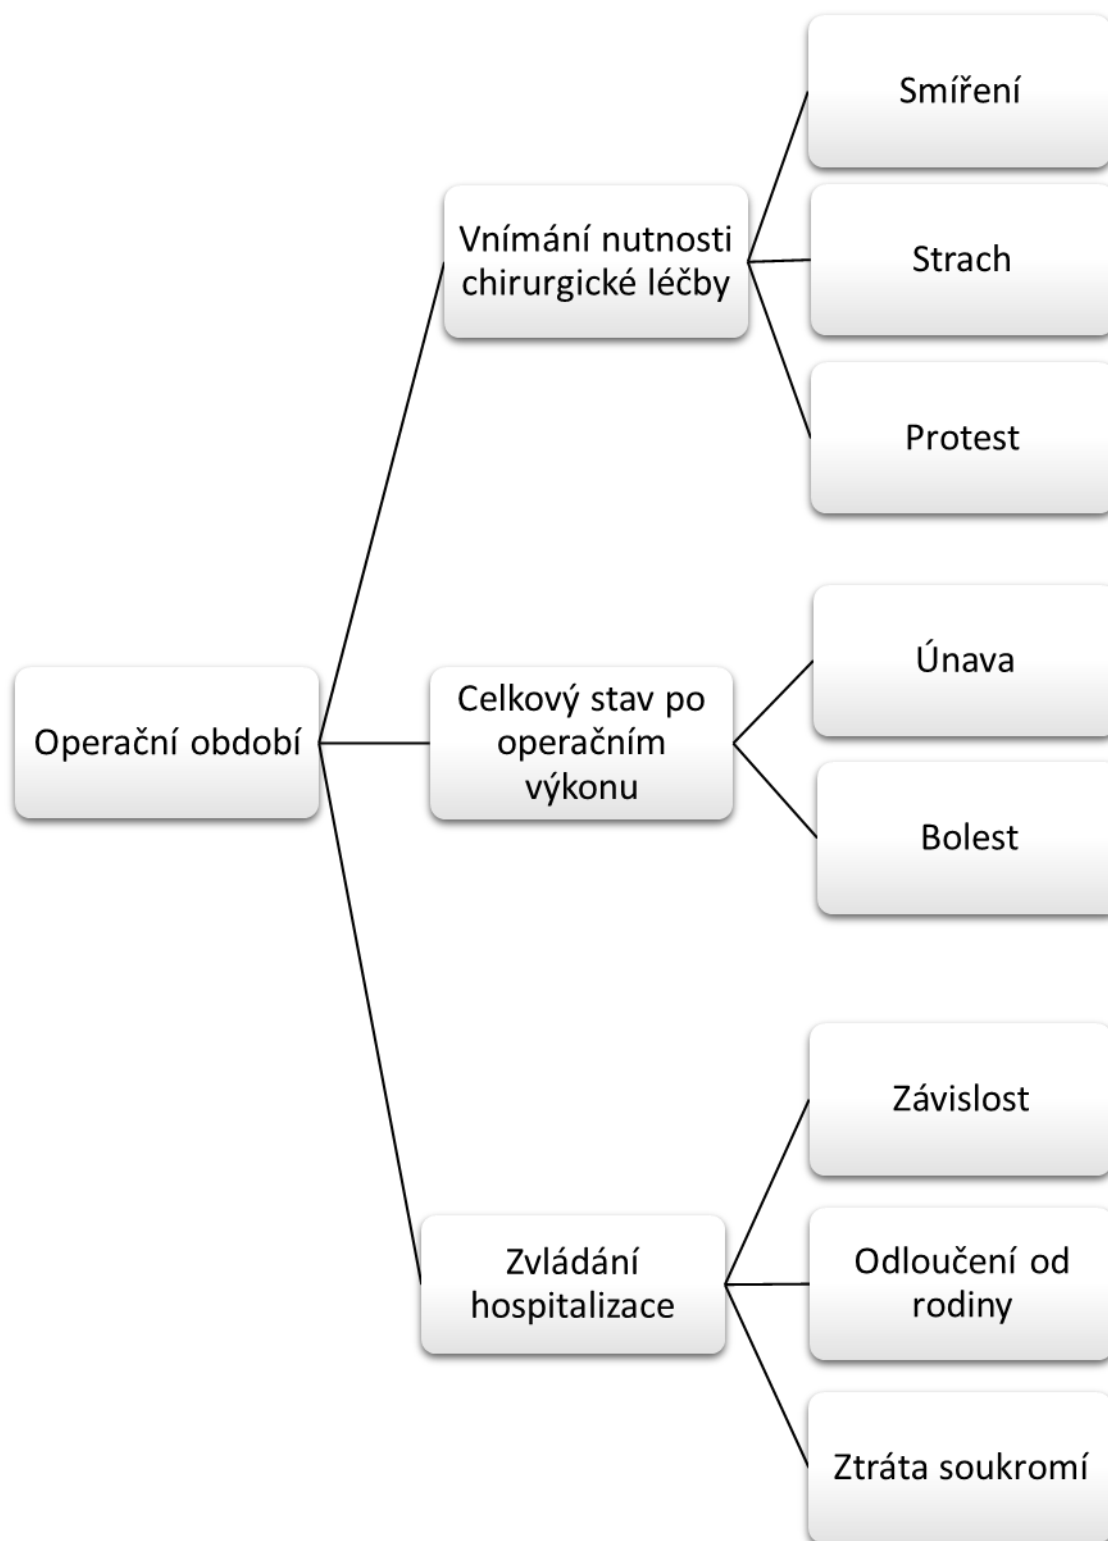 Smíření
Vnímání nutnosti
chirurgické léčby
Strach
Protest
Únava
Operační období
Celkový stav po
operačním
výkonu
Bolest
Závislost
Zvládání
hospitalizace
Odloučení od
rodiny
Ztráta soukromí